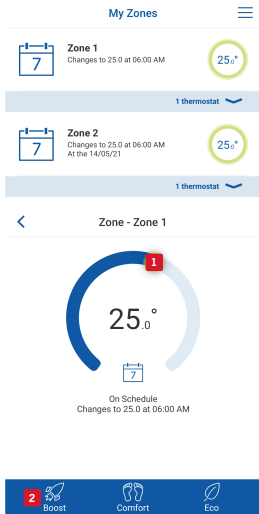 My Zones
7
Zone 1
Changes to 25.0 at 06:00 AM
25.0°
1 thermostat
7
Zone 2
Changes to 25.0 at 06:00 AM
At the 14/05/21
25.0°
1 thermostat
Zone - Zone 1
1
25.0°
7
On Schedule
Changes to 25.0 at 06:00 AM
2
Boost Comfort Eco